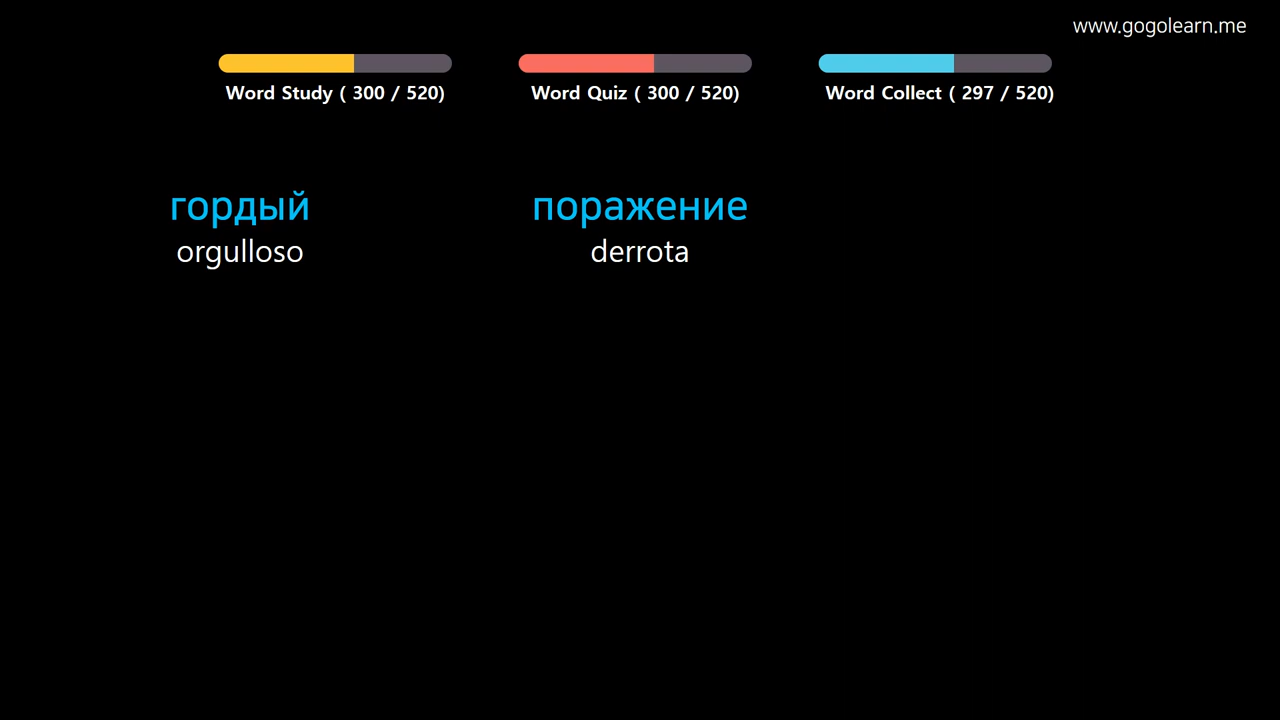 www.gogolearn.me
Word Study ( 300 / 520)
Word Quiz ( 300 / 520)
Word Collect ( 297 / 520)
гордый
orgulloso
поражение
derrota